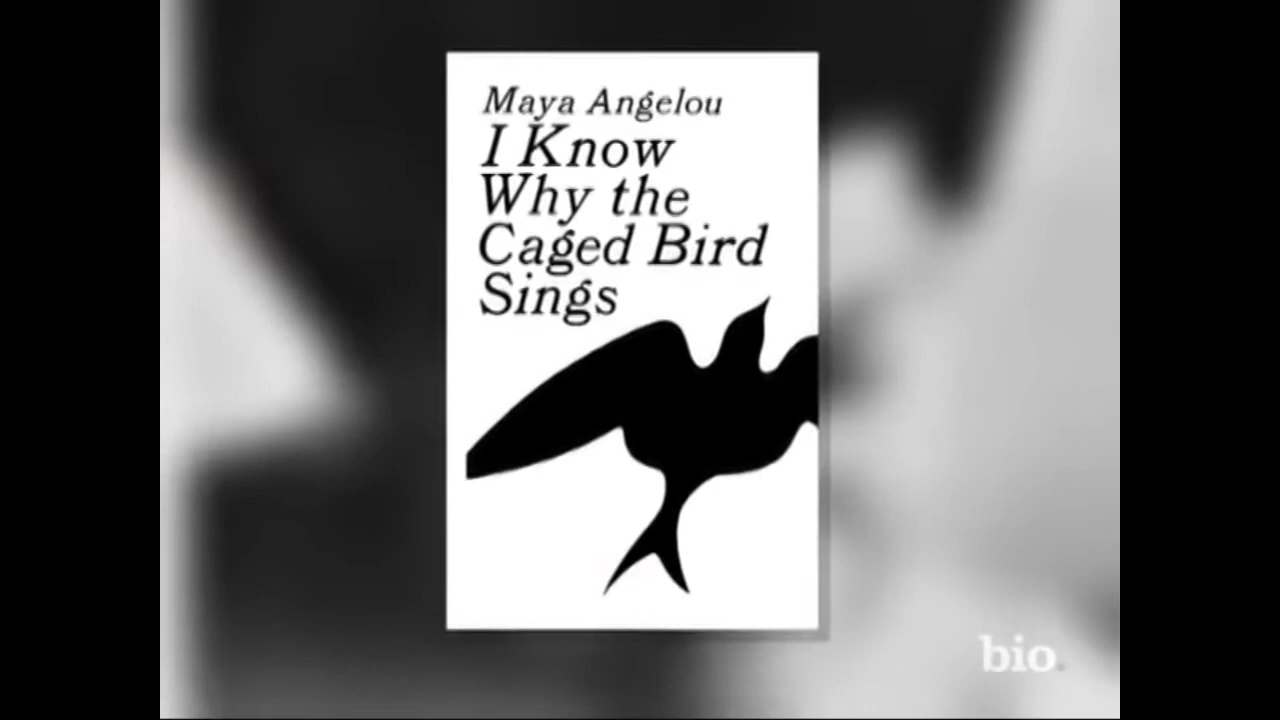 Maya Angelou
I Know
Why the
Caged Bird
Sings
bio.